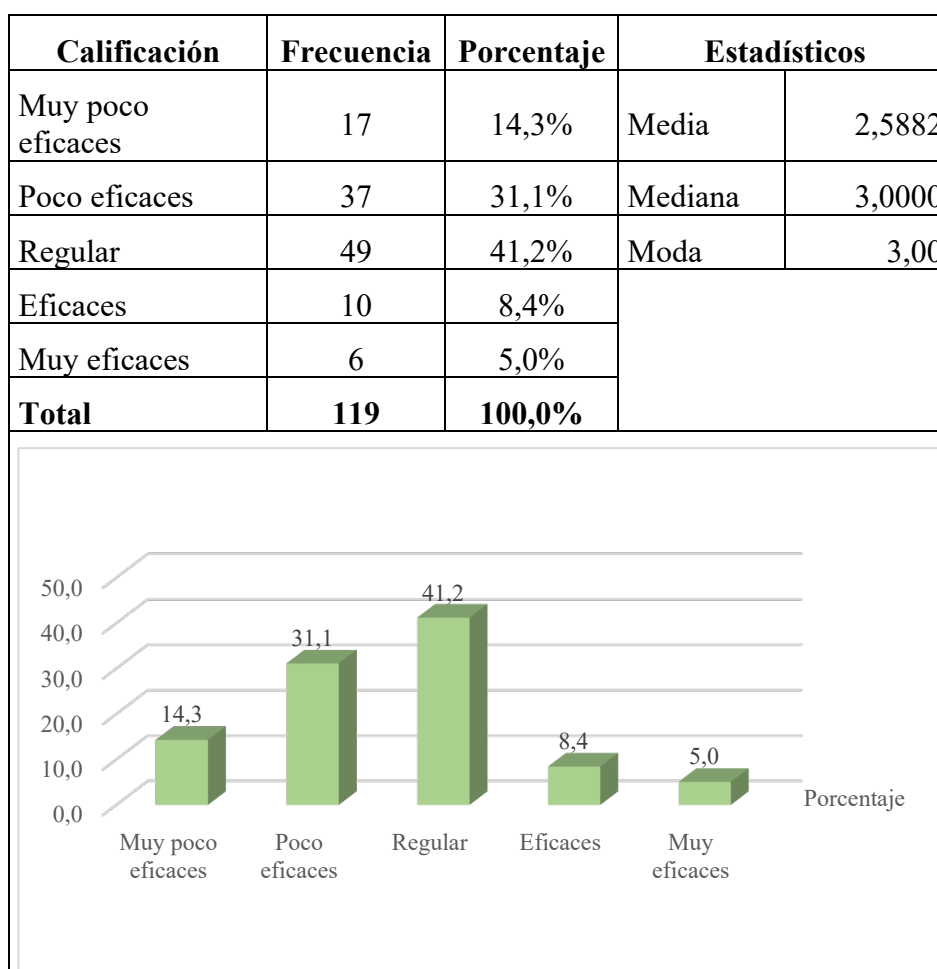 Calificación Frecuencia Porcentaje Estadísticos
Muy poco
eficaces 17 14,3% Media 2,5882
Poco eficaces 37 31,1% Mediana 3,0000
Regular 49 41,2% Moda 3,00
Eficaces 10 8,4%
Muy eficaces 6 5,0%
Total 119 100,0%
50,0
40,0
30,0
20,0
10,0
0,0
14,3
31,1
41,2
8,4
5,0
Porcentaje
Muy poco
eficaces
Poco
eficaces
Regular
Eficaces
Muy
eficaces